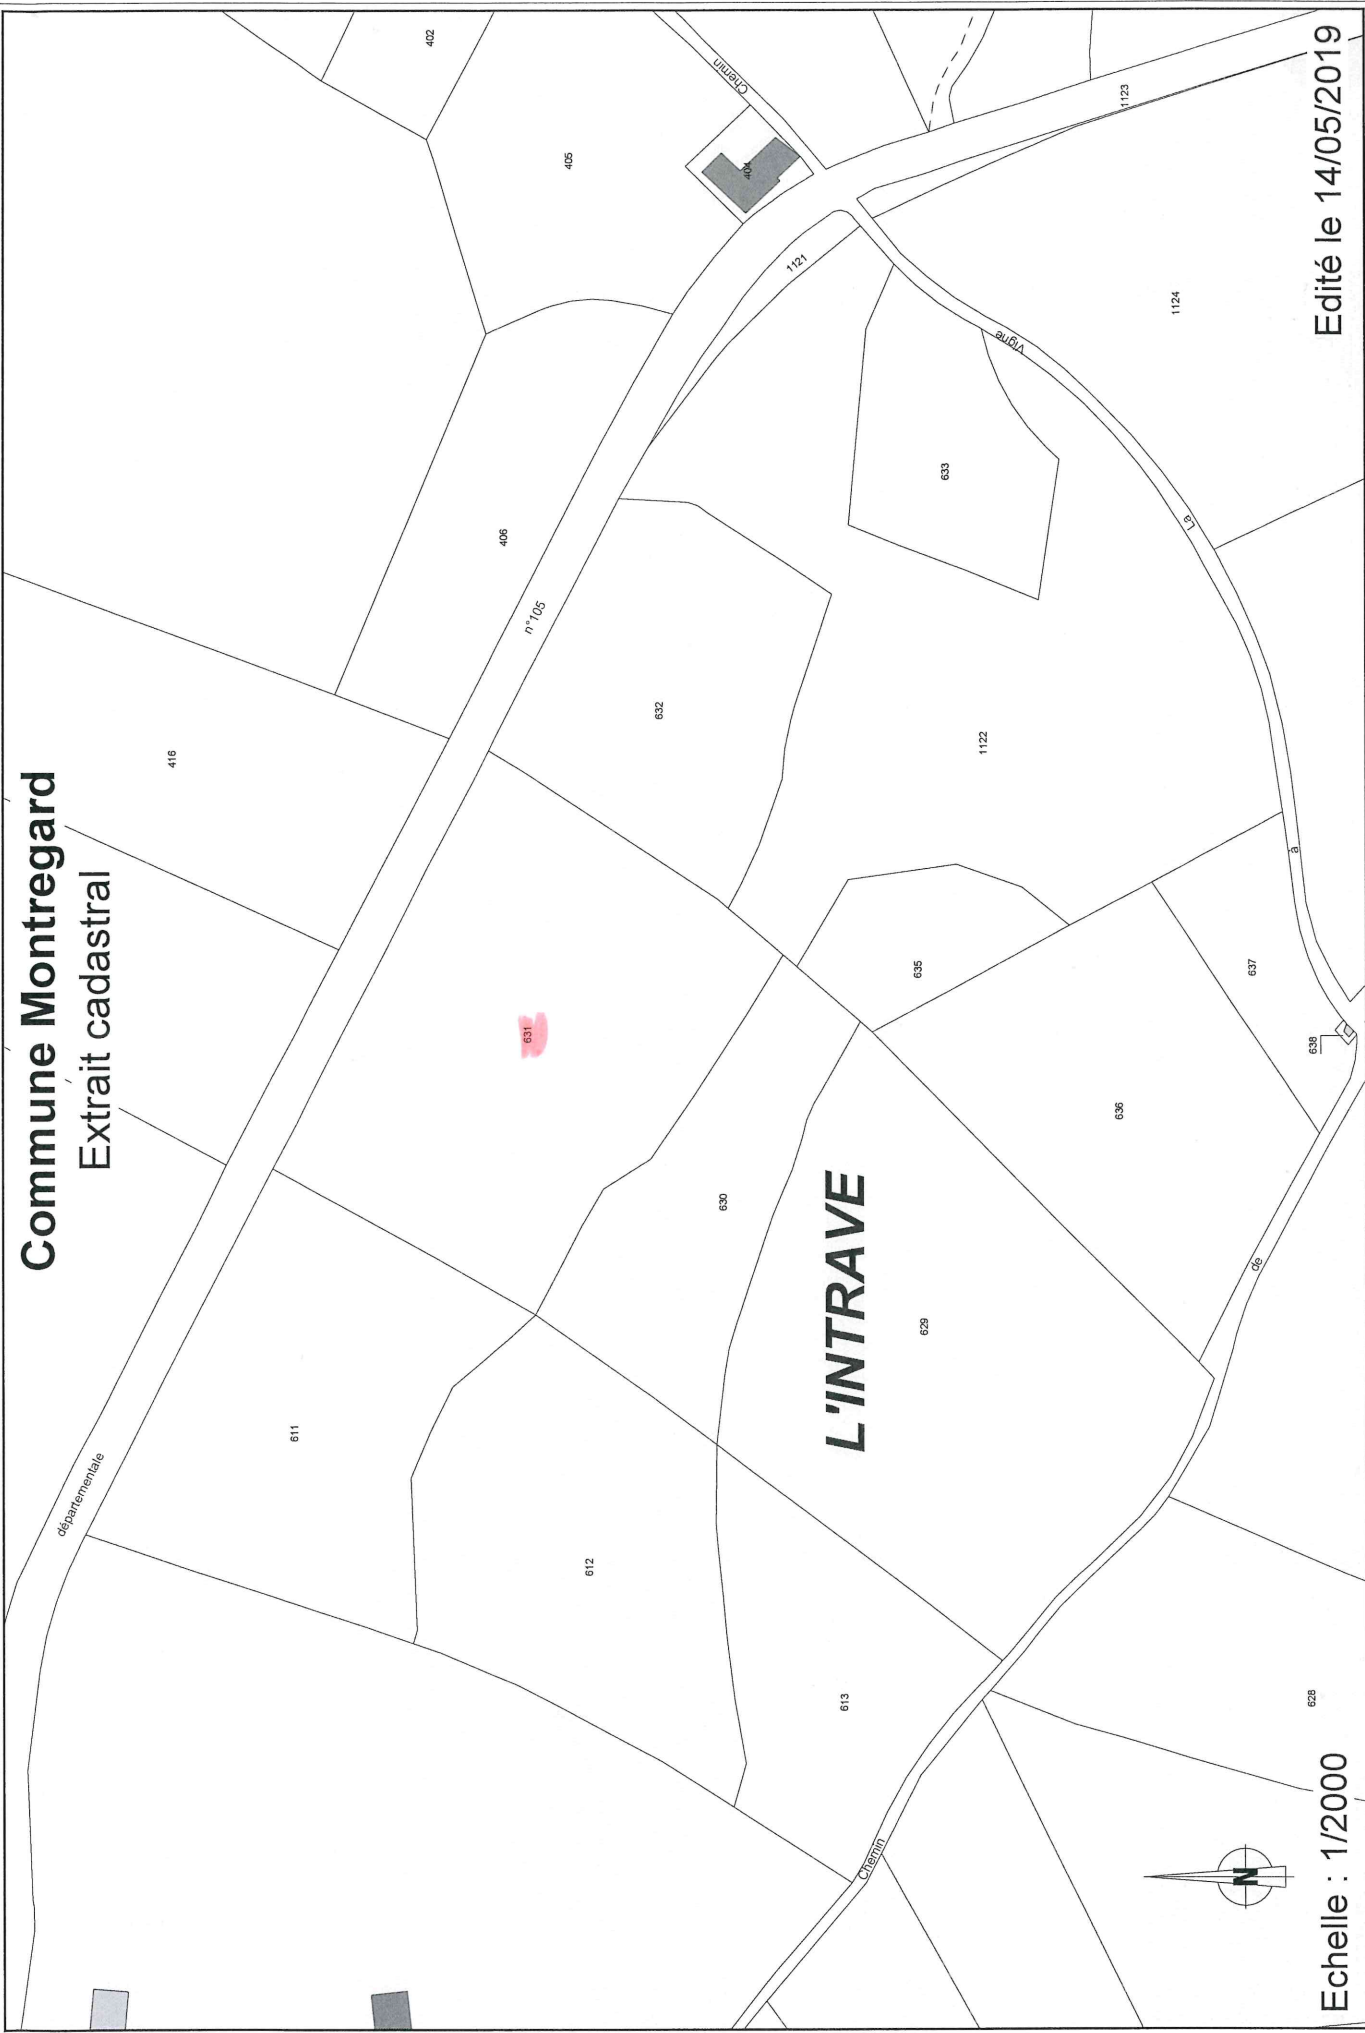 Commune Montregard
Extrait cadastral
402
405
404
Chemin
1123
1121
1124
406
n°105
416
632
633
Vigne
La
1122
a
631
635
637
638
636
630
de
L'INTRAVE
629
611
départementale
612
613
628
Chemin
N
Echelle : 1/2000
Edité le 14/05/2019